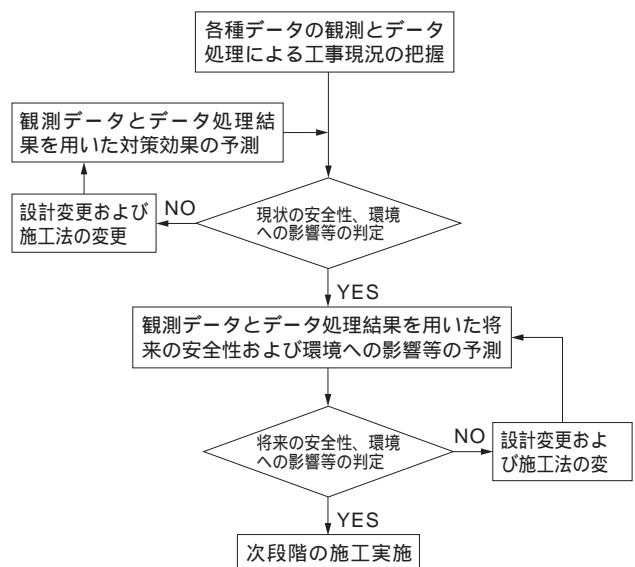 各種データの観測とデータ
処理による工事現況の把握
観測データとデータ処理結
果を用いた対策効果の予測
設計変更および
施工法の変更
NO
現状の安全性、環境
への影響等の判定
YES
観測データとデータ処理結果を用いた将
来の安全性および環境への影響等の予測
将来の安全性、環境
への影響等の判定
NO
設計変更およ
び施工法の変
YES
次段階の施工実施